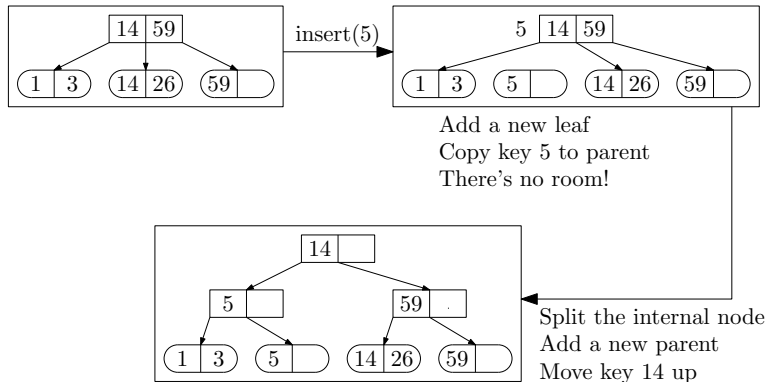 14 59
1 3 14 26 59
insert(5)
5 14 59
1 3 5 14 26 59
Add a new leaf
Copy key 5 to parent
There's no room!
14
5 59
1 3 5 14 26 59
Split the internal node
Add a new parent
Move key 14 up